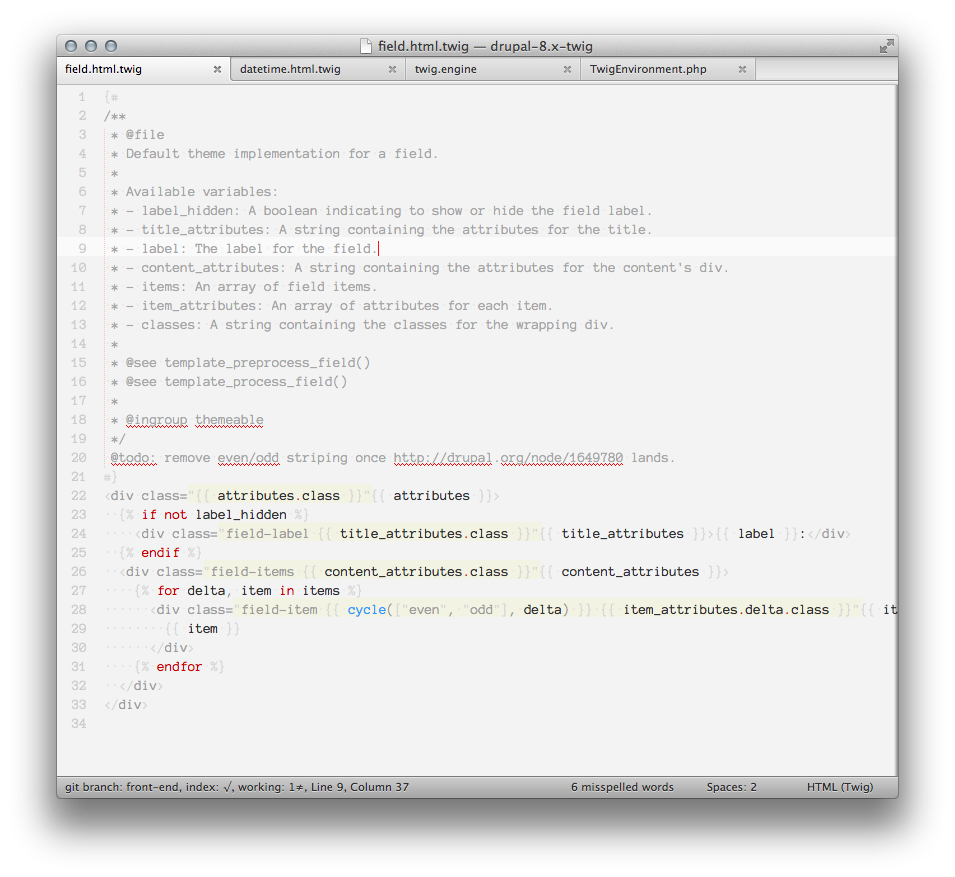 field.html.twig — drupal-8.x-twig
field.html.twig × datetime.html.twig × twig.engine × TwigEnvironment.php ×
1 {#
2 /**
3  * @file
4  * Default theme implementation for a field.
5  *
6  * Available variables:
7  * - label_hidden: A boolean indicating to show or hide the field label.
8  * - title_attributes: A string containing the attributes for the title.
9  * - label: The label for the field.
10  * - content_attributes: A string containing the attributes for the content's div.
11  * - items: An array of field items.
12  * - item_attributes: An array of attributes for each item.
13  * - classes: A string containing the classes for the wrapping div.
14  *
15  * @see template_preprocess_field()
16  * @see template_process_field()
17  *
18  * @ingroup themeable
19  */
20  @todo: remove even/odd striping once http://drupal.org/node/1649780 lands.
21 #}
22 <div class="{{ attributes.class }}"{{ attributes }}>
23   {% if not label_hidden %}
24     <div class="field-label {{ title_attributes.class }}"{{ title_attributes }}>{{ label }}:</div>
25   {% endif %}
26   <div class="field-items {{ content_attributes.class }}"{{ content_attributes }}>
27     {% for delta, item in items %}
28       <div class="field-item {{ cycle(["even", "odd"], delta) }} {{ item_attributes.delta.class }}"{{ it
29         {{ item }}
30       </div>
31     {% endfor %}
32   </div>
33 </div>
34
git branch: front-end, index: √, working: 1≠, Line 9, Column 37 6 misspelled words Spaces: 2 HTML (Twig)